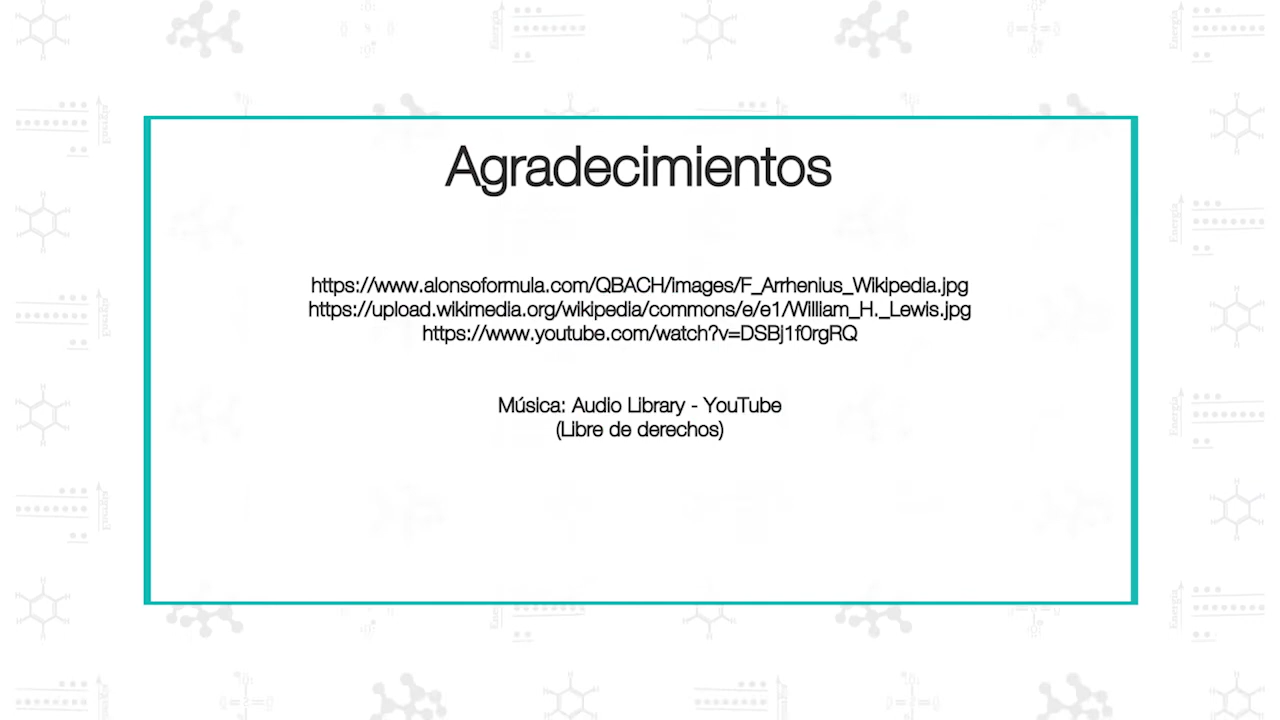 Agradecimientos
https://www.alonsoformula.com/QBACH/images/F_Arrhenius_Wikipedia.jpg
https://upload.wikimedia.org/wikipedia/commons/e/e1/William_H._Lewis.jpg
https://www.youtube.com/watch?v=DSBj1f0rgRQ
Música: Audio Library - YouTube
(Libre de derechos)